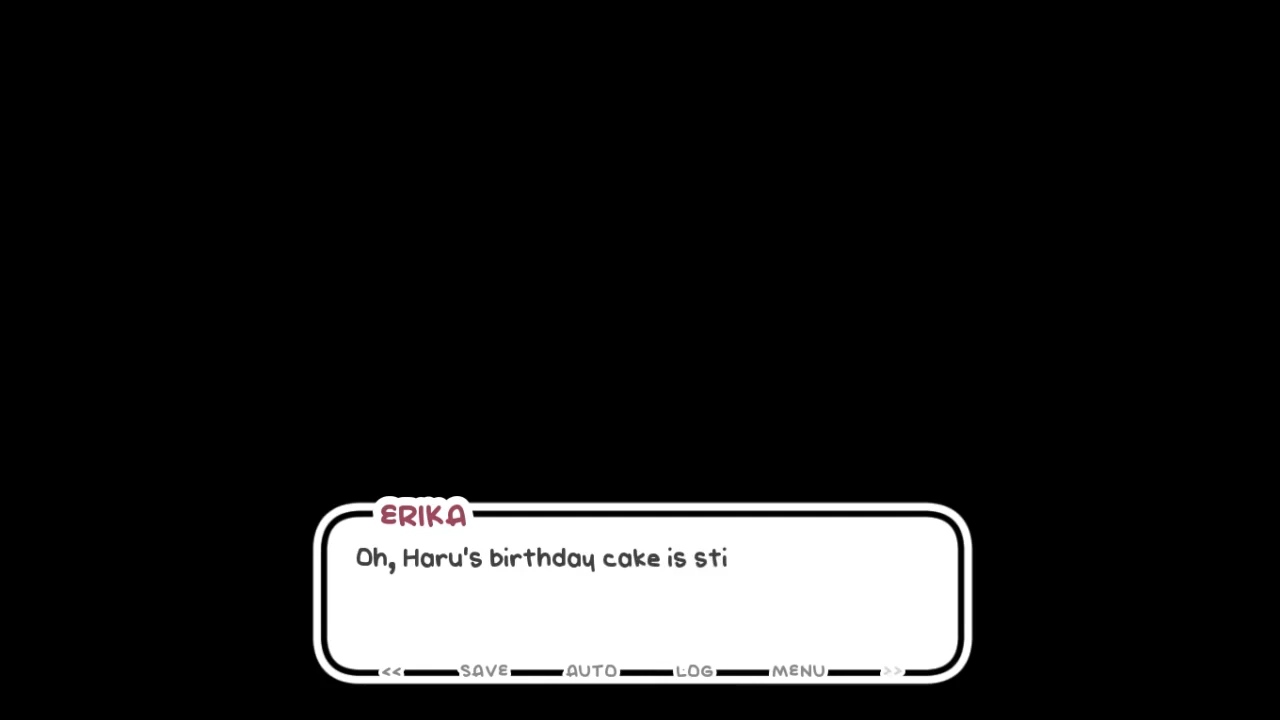 ERIKA
Oh, Haru's birthday cake is sti
<< SAVE AUTO LOG MENU >>